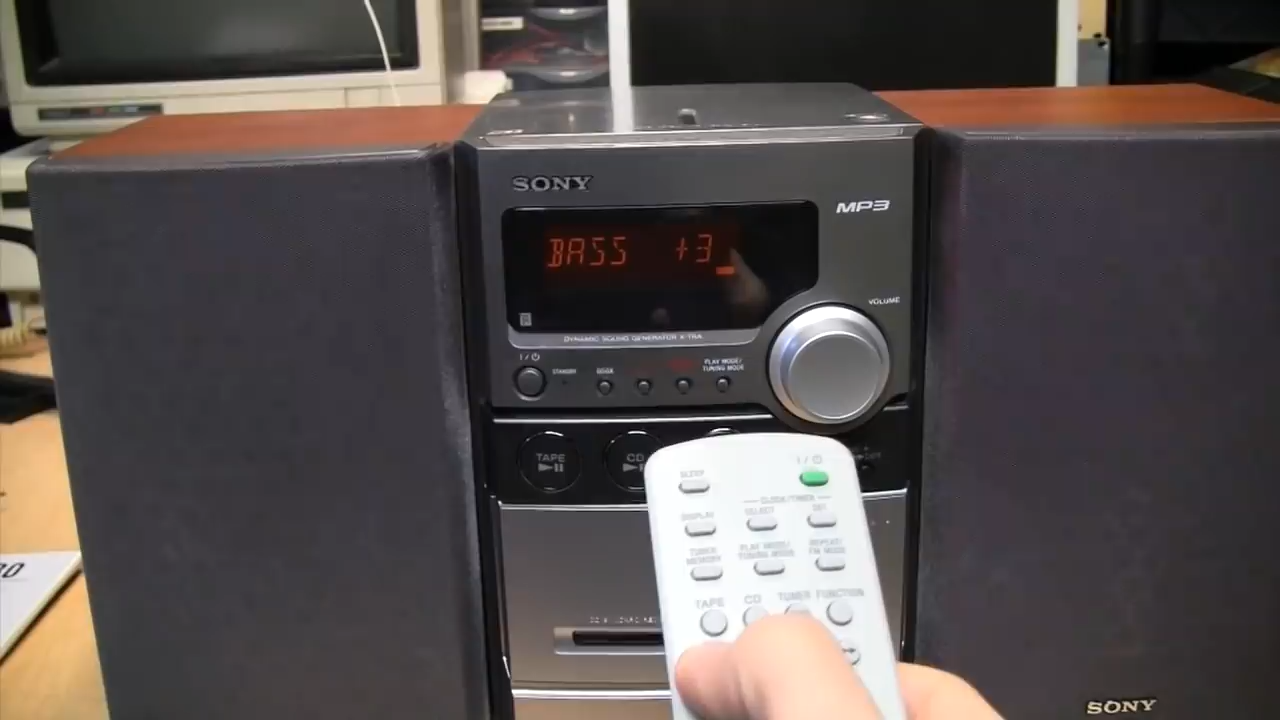 SONY
MP3
BASS +3
VOLUME
DYNAMIC SOUND GENERATOR X-TRA
I/⏻
STANDBY
PLAY MODE/
TUNING MODE
TAPE
CD
I/⏻
SLEEP
CLOCK/TIMER
DISPLAY
SELECT
SET
TUNER
MEMORY
PLAY MODE/
TUNING MODE
REPEAT/
FM MODE
TAPE
CD
TUNER
FUNCTION
SONY